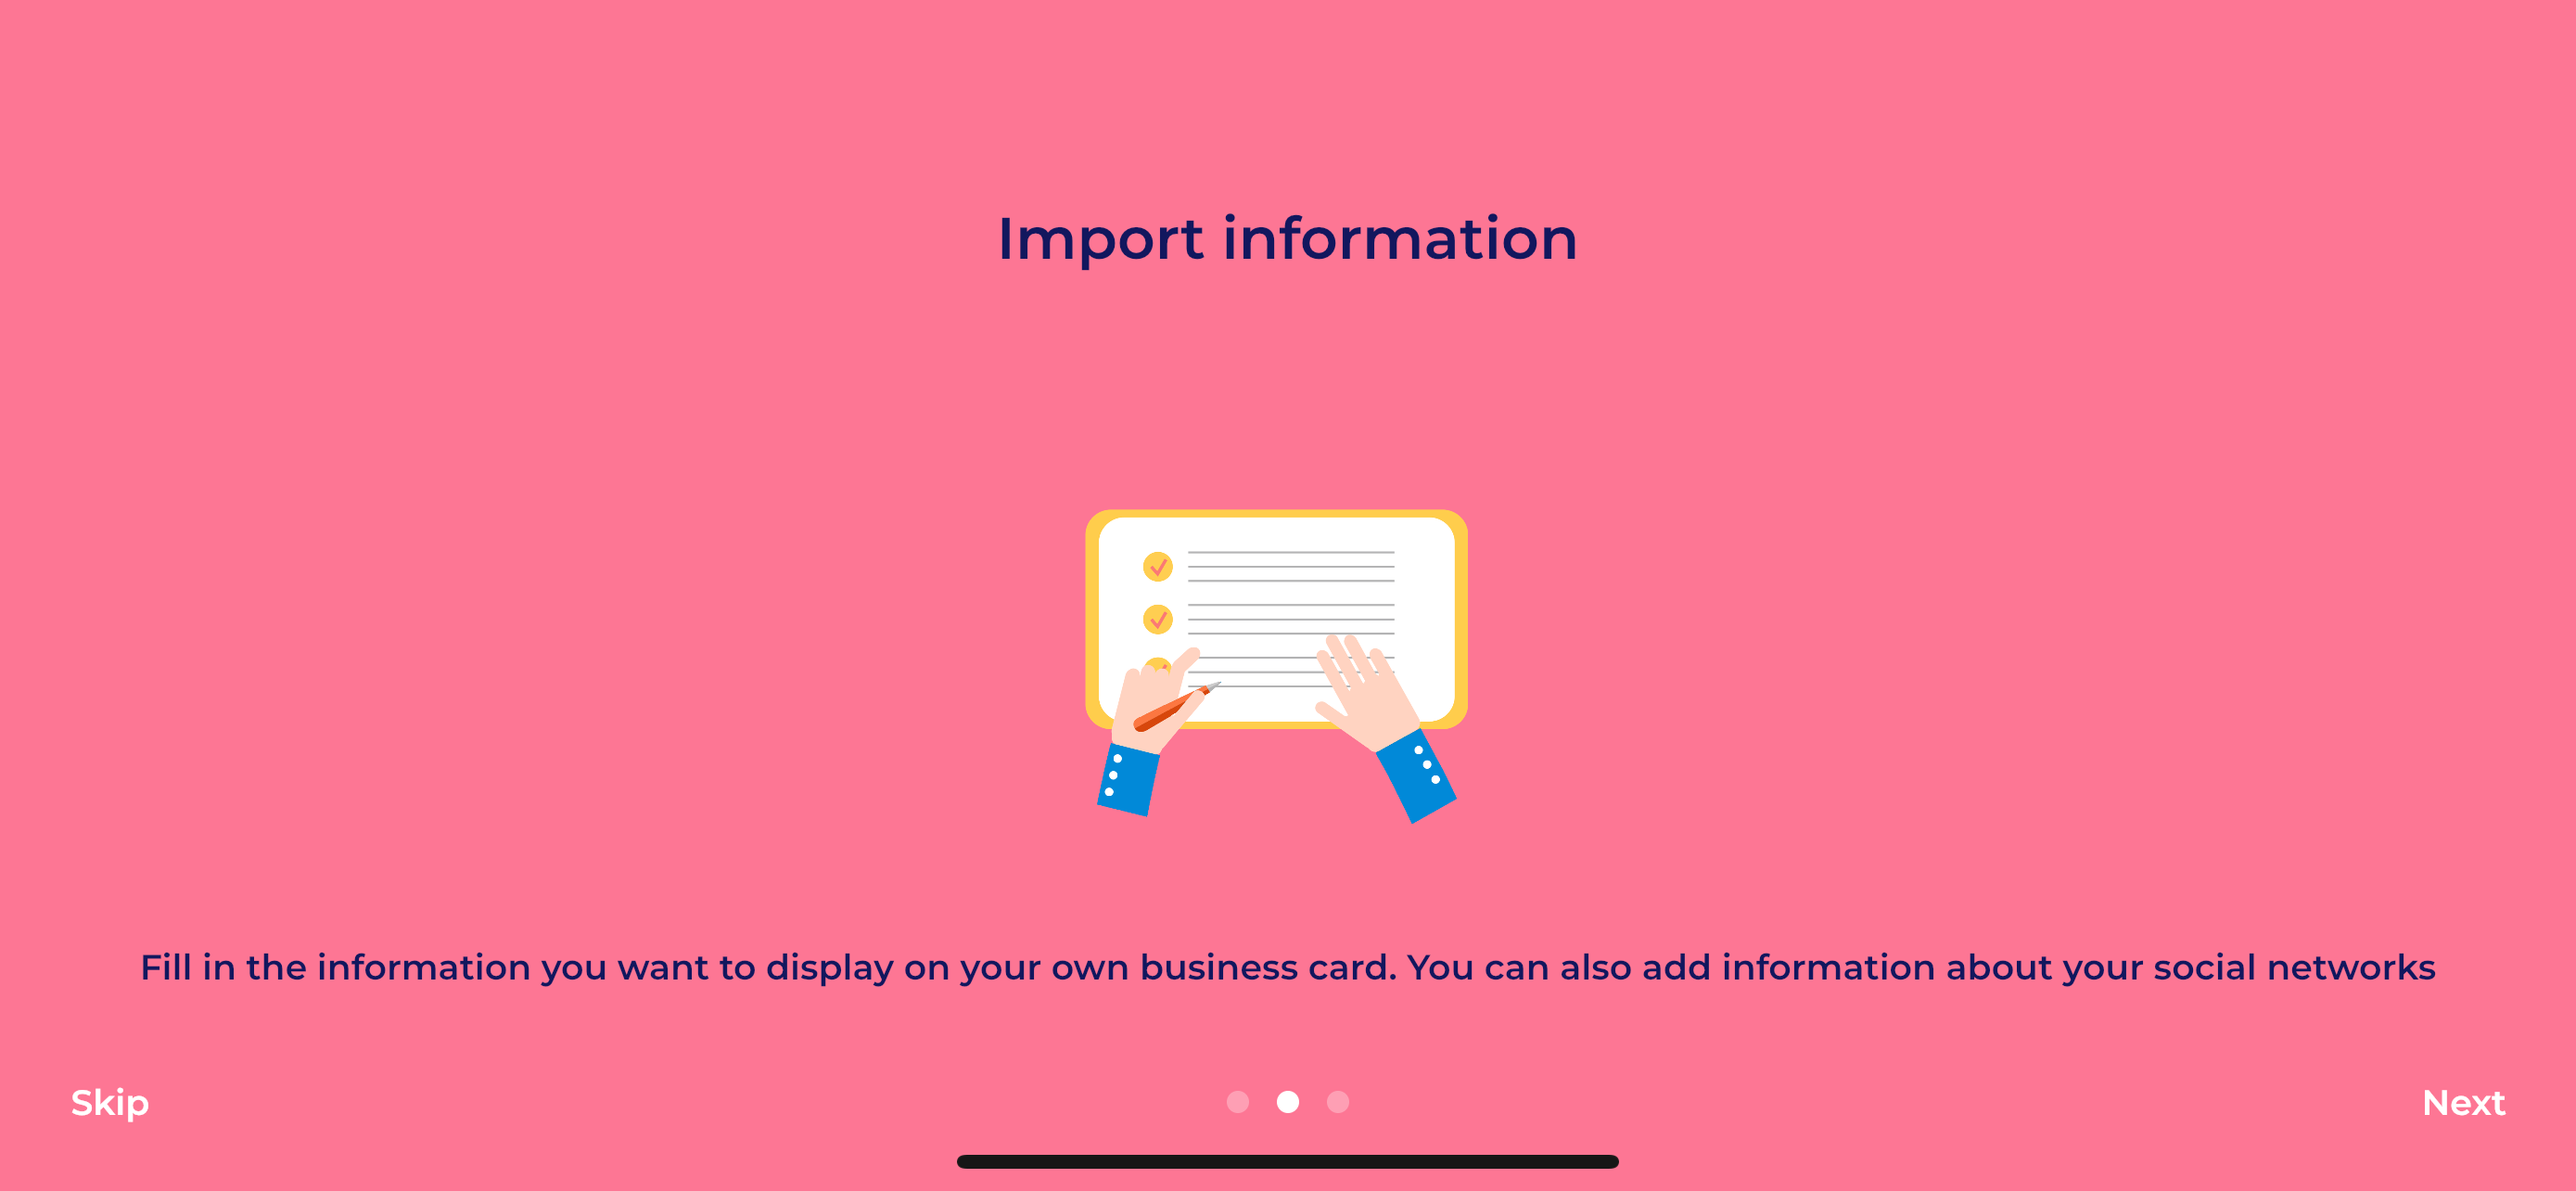 Import information
Fill in the information you want to display on your own business card. You can also add information about your social networks
Skip
Next